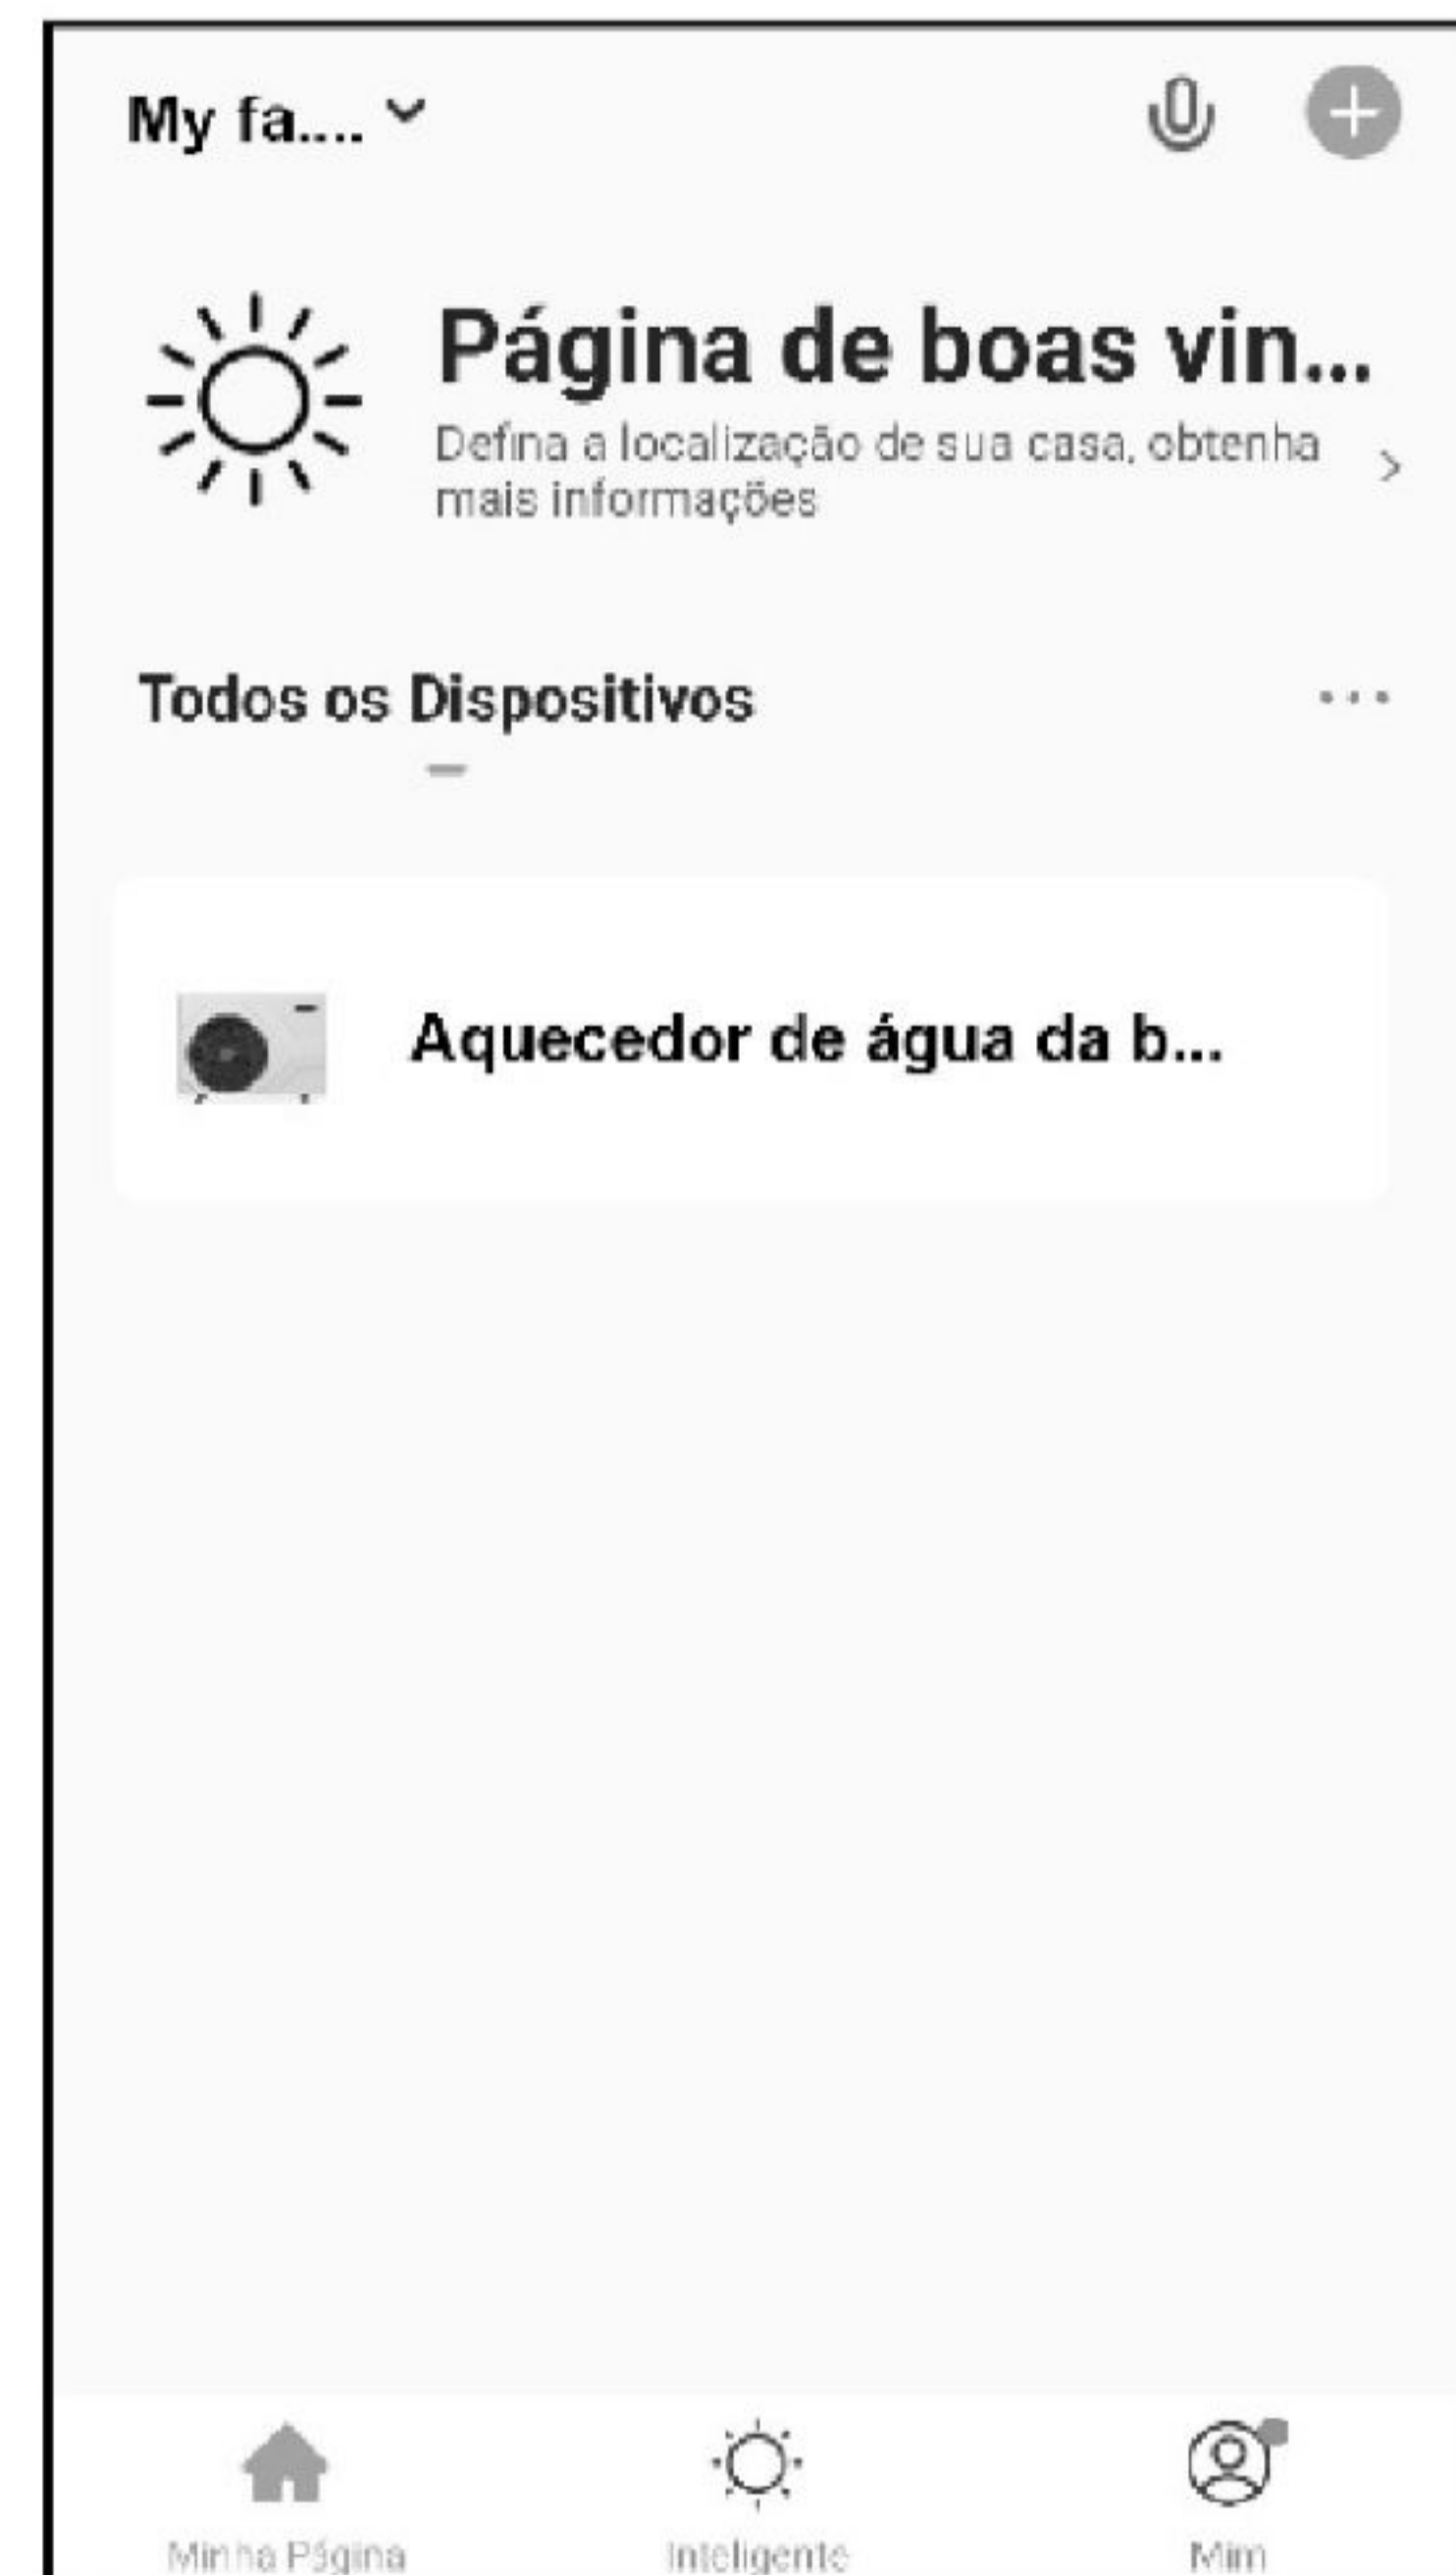 My fa....
Página de boas vin...
Defina a localização de sua casa, obtenha
mais informações
Todos os Dispositivos
Aquecedor de água da b...
Minha Página
Inteligente
Mim